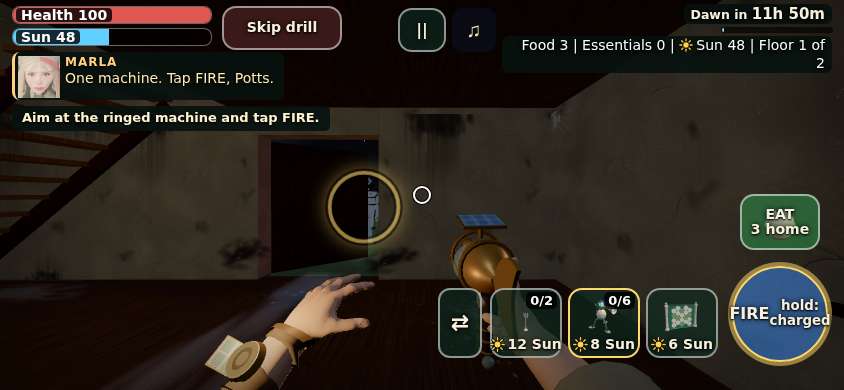 Health 100
Sun 48
Skip drill
Dawn in 11h 50m
Food 3 | Essentials 0 | ☀ Sun 48 | Floor 1 of
2
MARLA
One machine. Tap FIRE, Potts.
Aim at the ringed machine and tap FIRE.
EAT
3 home
0/2
12 Sun
0/6
8 Sun
6 Sun
FIRE
hold:
charged